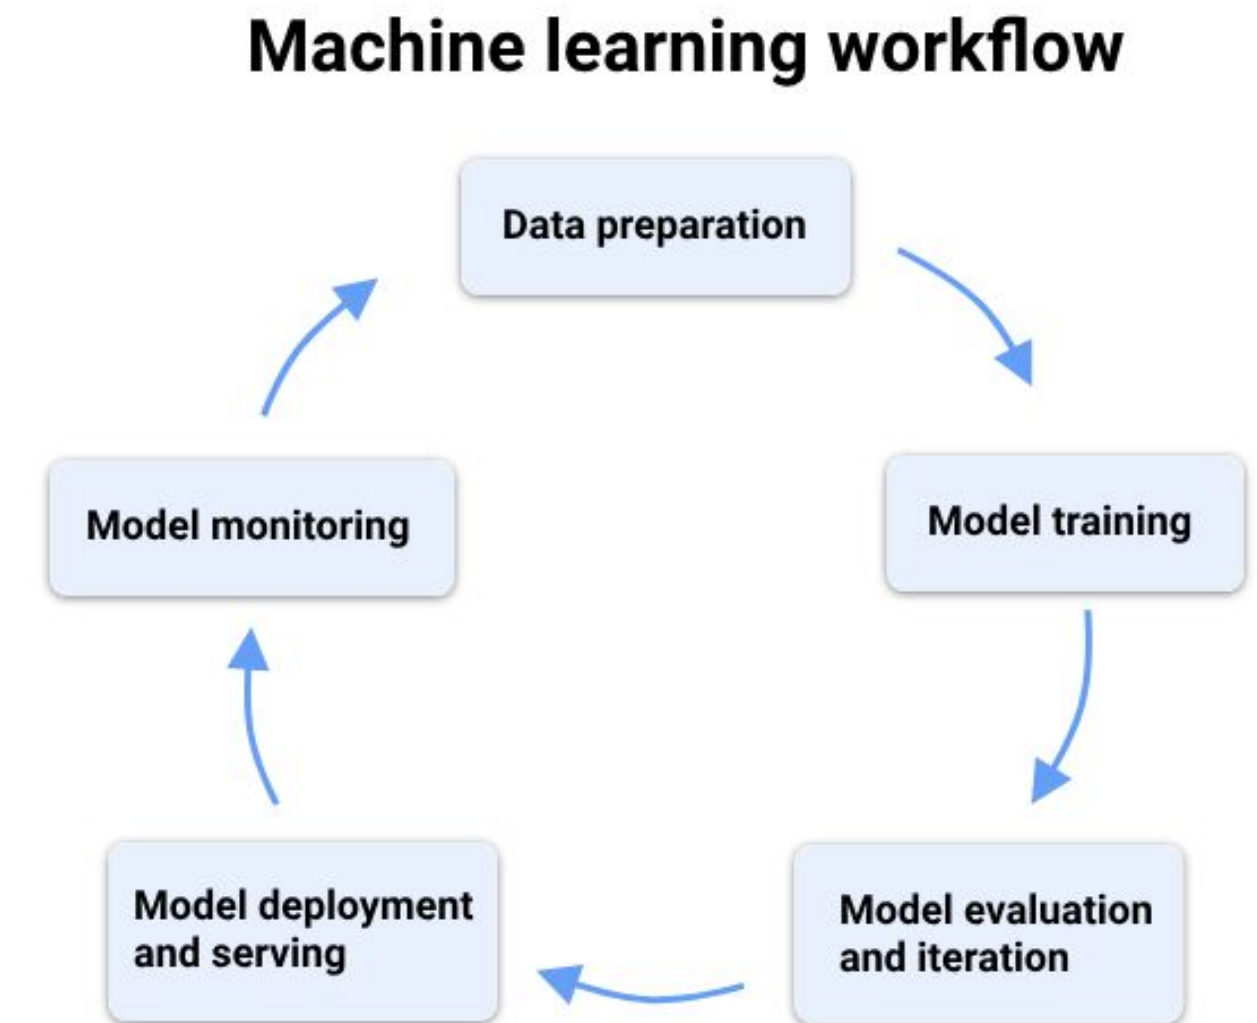 Machine learning workflow
Data preparation
Model training
Model evaluation
and iteration
Model deployment
and serving
Model monitoring